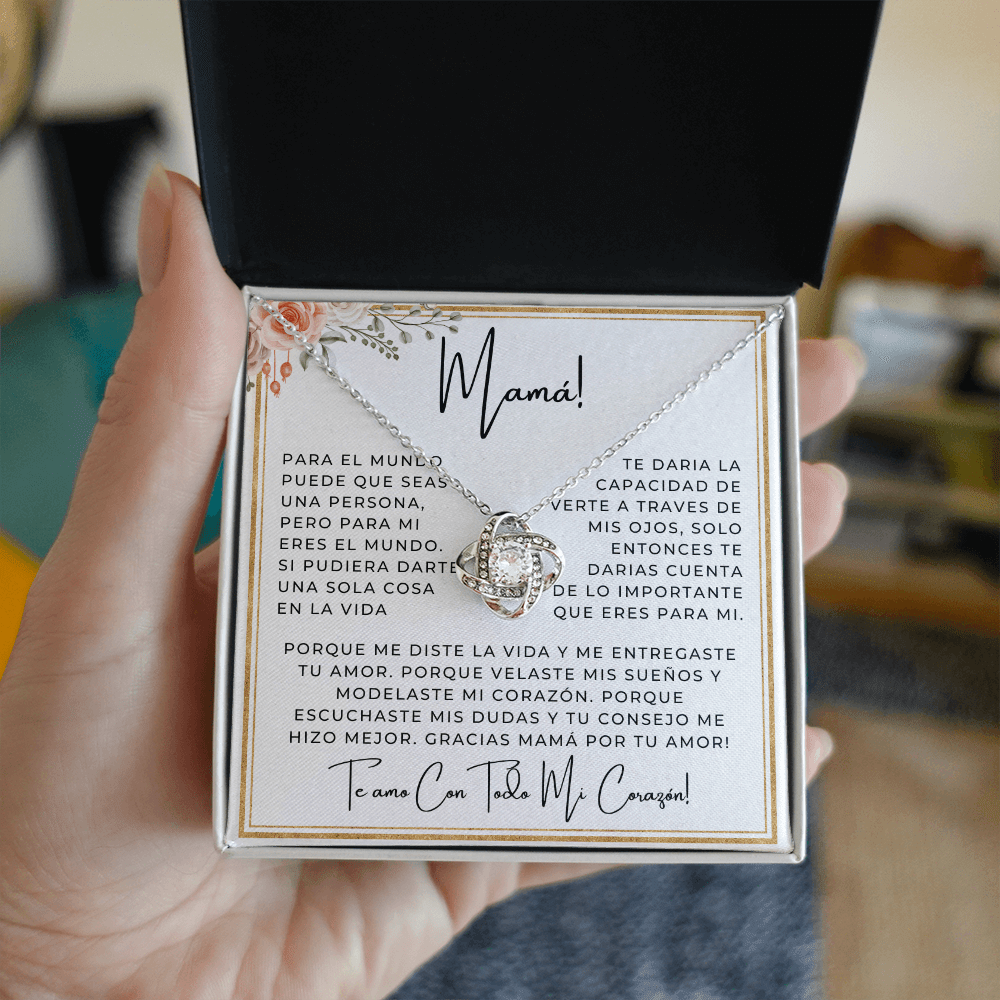 Mamá!
PARA EL MUNDO
PUEDE QUE SEAS
UNA PERSONA,
PERO PARA MI
ERES EL MUNDO.
SI PUDIERA DARTE
UNA SOLA COSA
EN LA VIDA
TE DARIA LA
CAPACIDAD DE
VERTE A TRAVES DE
MIS OJOS, SOLO
ENTONCES TE
DARIAS CUENTA
DE LO IMPORTANTE
QUE ERES PARA MI.
PORQUE ME DISTE LA VIDA Y ME ENTREGASTE
TU AMOR. PORQUE VELASTE MIS SUEÑOS Y
MODELASTE MI CORAZÓN. PORQUE
ESCUCHASTE MIS DUDAS Y TU CONSEJO ME
HIZO MEJOR. GRACIAS MAMÁ POR TU AMOR!
Te amo Con Todo Mi Corazón!